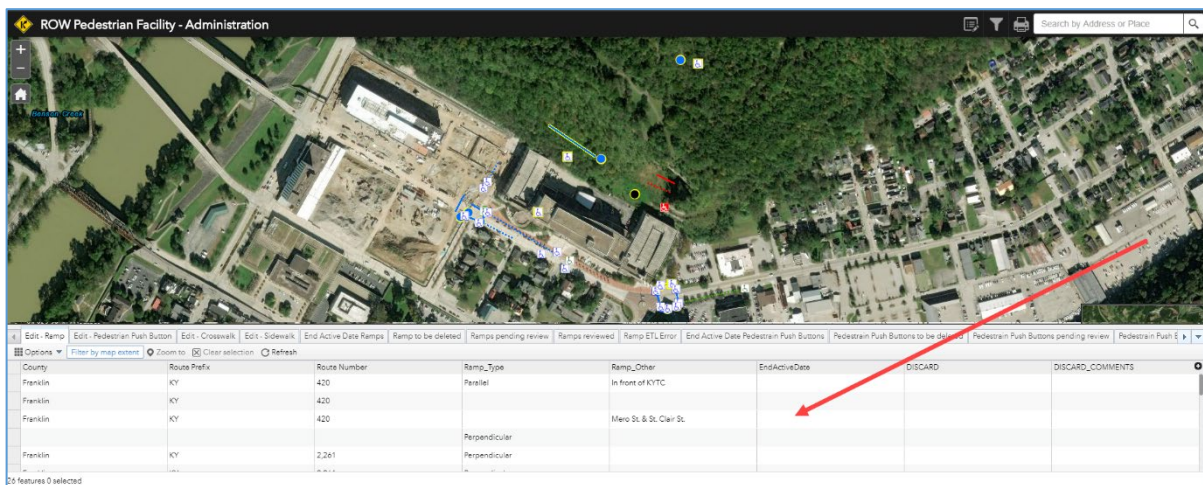 ROW Pedestrian Facility - Administration
Search by Address or Place
+
−
Benson Creek
Edit - Ramp Edit - Pedestrian Push Button Edit - Crosswalk Edit - Sidewalk End Active Date Ramps Ramp to be deleted Ramps pending review Ramps reviewed Ramp ETL Error End Active Date Pedestrian Push Buttons Pedestrian Push Buttons to be deleted Pedestrian Push Buttons pending review Pedestrian Push
Options Filter by map extent Zoom to Clear selection Refresh
County Route Prefix Route Number Ramp_Type Ramp_Other EndActiveDate DISCARD DISCARD_COMMENTS
Franklin KY 420 Parallel In front of KYTC
Franklin KY 420
Franklin KY 420 Mero St. & St. Clair St.
Perpendicular
Franklin KY 2,261 Perpendicular
26 features 0 selected